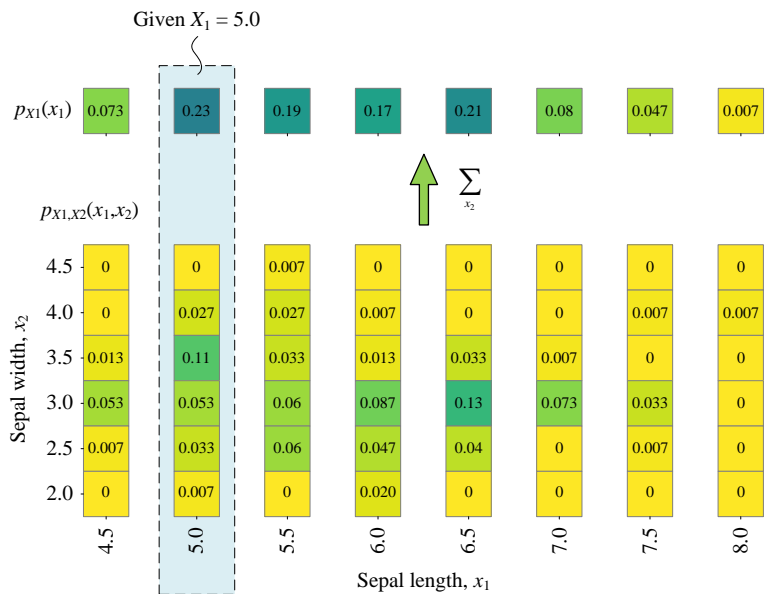 Given X₁ = 5.0
pX1(x₁) 0.073 0.23 0.19 0.17 0.21 0.08 0.047 0.007
∑
x₂
pX1,X2(x₁,x₂)
4.5 0 0 0.007 0 0 0 0 0
4.0 0 0.027 0.027 0.007 0 0 0.007 0.007
3.5 0.013 0.11 0.033 0.013 0.033 0.007 0 0
3.0 0.053 0.053 0.06 0.087 0.13 0.073 0.033 0
2.5 0.007 0.033 0.06 0.047 0.04 0 0.007 0
2.0 0 0.007 0 0.020 0 0 0 0
Sepal width, x₂
4.5 5.0 5.5 6.0 6.5 7.0 7.5 8.0
Sepal length, x₁